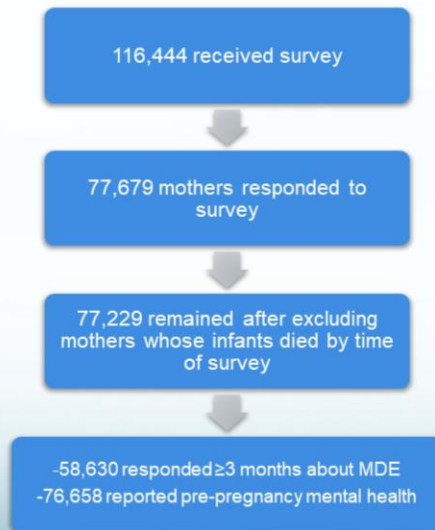 116,444 received survey
77,679 mothers responded to
survey
77,229 remained after excluding
mothers whose infants died by time
of survey
-58,630 responded ≥3 months about MDE
-76,658 reported pre-pregnancy mental health